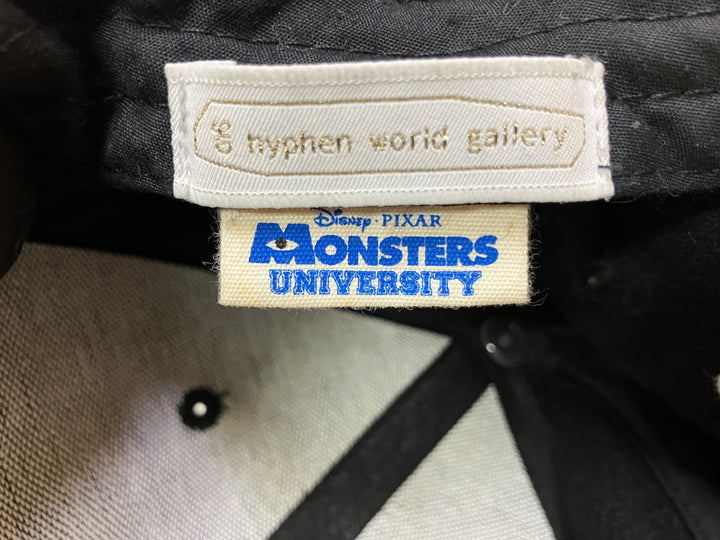 hyphen world gallery
Disney · PIXAR
MONSTERS
UNIVERSITY